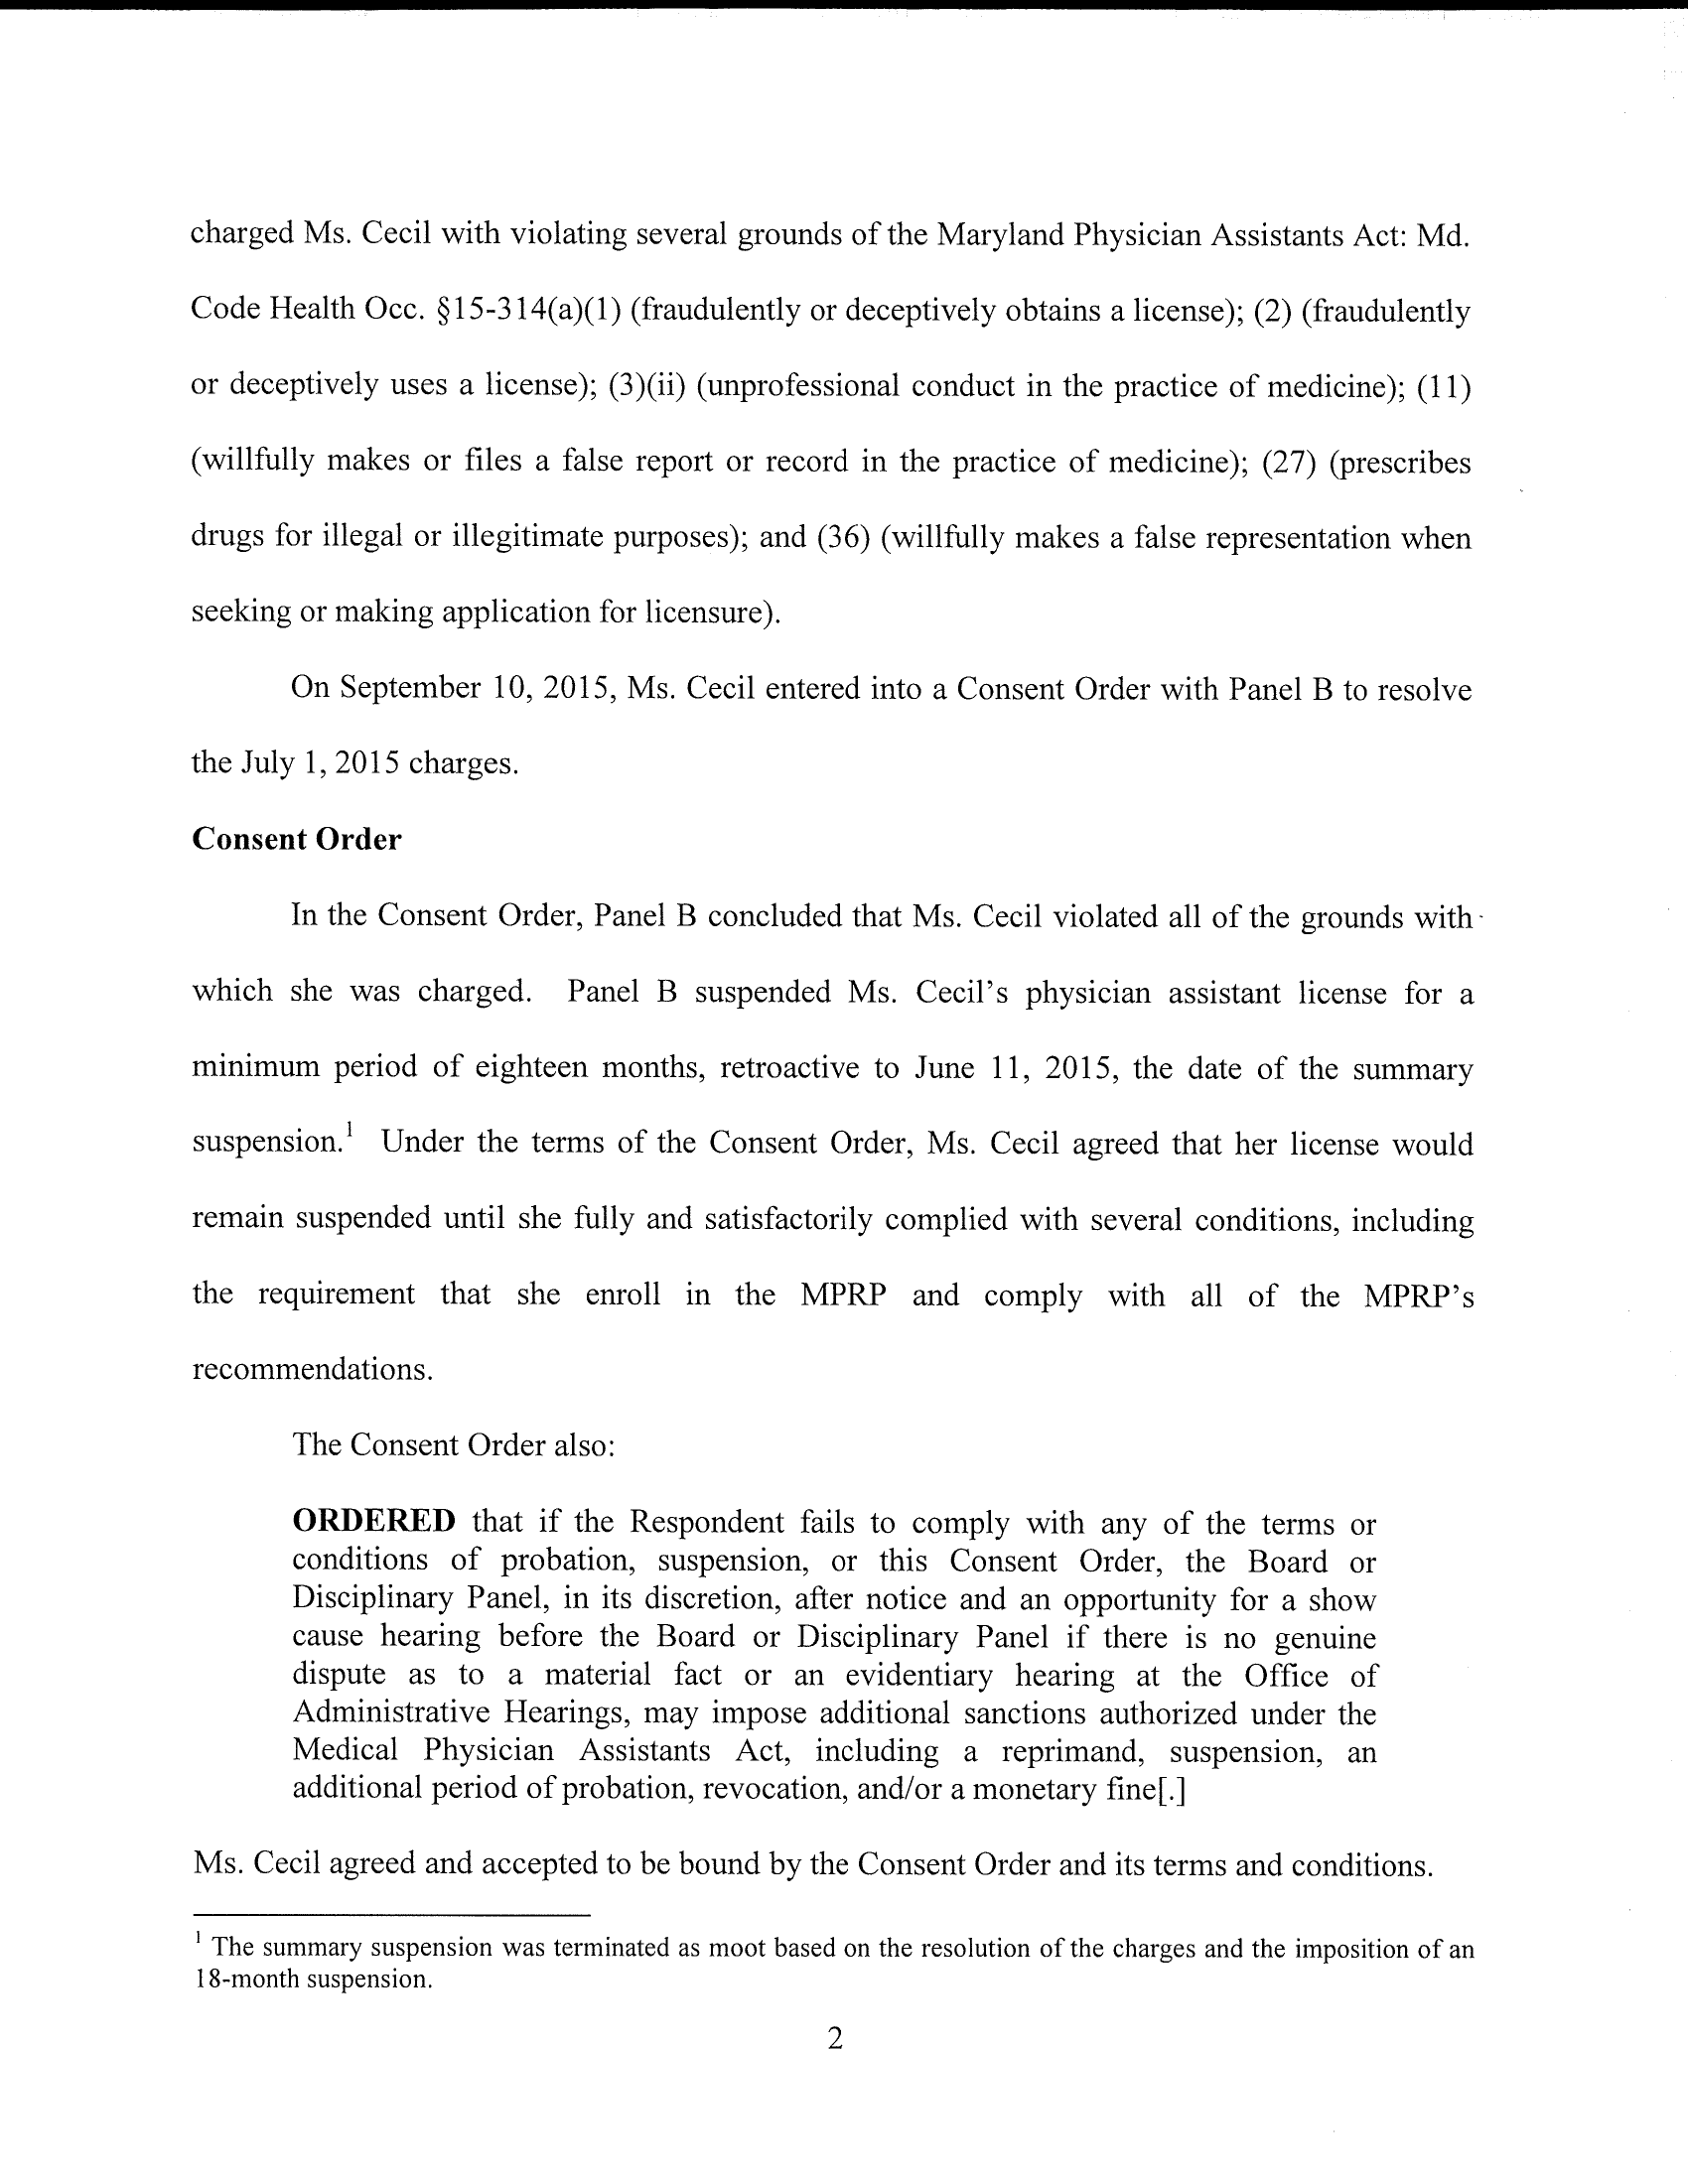 charged Ms. Cecil with violating several grounds of the Maryland Physician Assistants Act: Md.
Code Health Occ. §15-314(a)(1) (fraudulently or deceptively obtains a license); (2) (fraudulently
or deceptively uses a license); (3)(ii) (unprofessional conduct in the practice of medicine); (11)
(willfully makes or files a false report or record in the practice of medicine); (27) (prescribes
drugs for illegal or illegitimate purposes); and (36) (willfully makes a false representation when
seeking or making application for licensure).
On September 10, 2015, Ms. Cecil entered into a Consent Order with Panel B to resolve
the July 1, 2015 charges.
Consent Order
In the Consent Order, Panel B concluded that Ms. Cecil violated all of the grounds with
which she was charged. Panel B suspended Ms. Cecil's physician assistant license for a
minimum period of eighteen months, retroactive to June 11, 2015, the date of the summary
suspension.1 Under the terms of the Consent Order, Ms. Cecil agreed that her license would
remain suspended until she fully and satisfactorily complied with several conditions, including
the requirement that she enroll in the MPRP and comply with all of the MPRP's
recommendations.
The Consent Order also:
ORDERED that if the Respondent fails to comply with any of the terms or
conditions of probation, suspension, or this Consent Order, the Board or
Disciplinary Panel, in its discretion, after notice and an opportunity for a show
cause hearing before the Board or Disciplinary Panel if there is no genuine
dispute as to a material fact or an evidentiary hearing at the Office of
Administrative Hearings, may impose additional sanctions authorized under the
Medical Physician Assistants Act, including a reprimand, suspension, an
additional period of probation, revocation, and/or a monetary fine[.]
Ms. Cecil agreed and accepted to be bound by the Consent Order and its terms and conditions.
1 The summary suspension was terminated as moot based on the resolution of the charges and the imposition of an
18-month suspension.
2